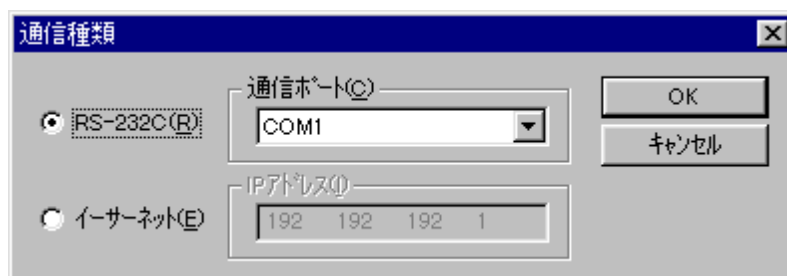 通信種類
通信ポート(C)
RS-232C(R)
COM1
OK
キャンセル
IPアドレス(I)
イーサーネット(E)
192 192 192 1